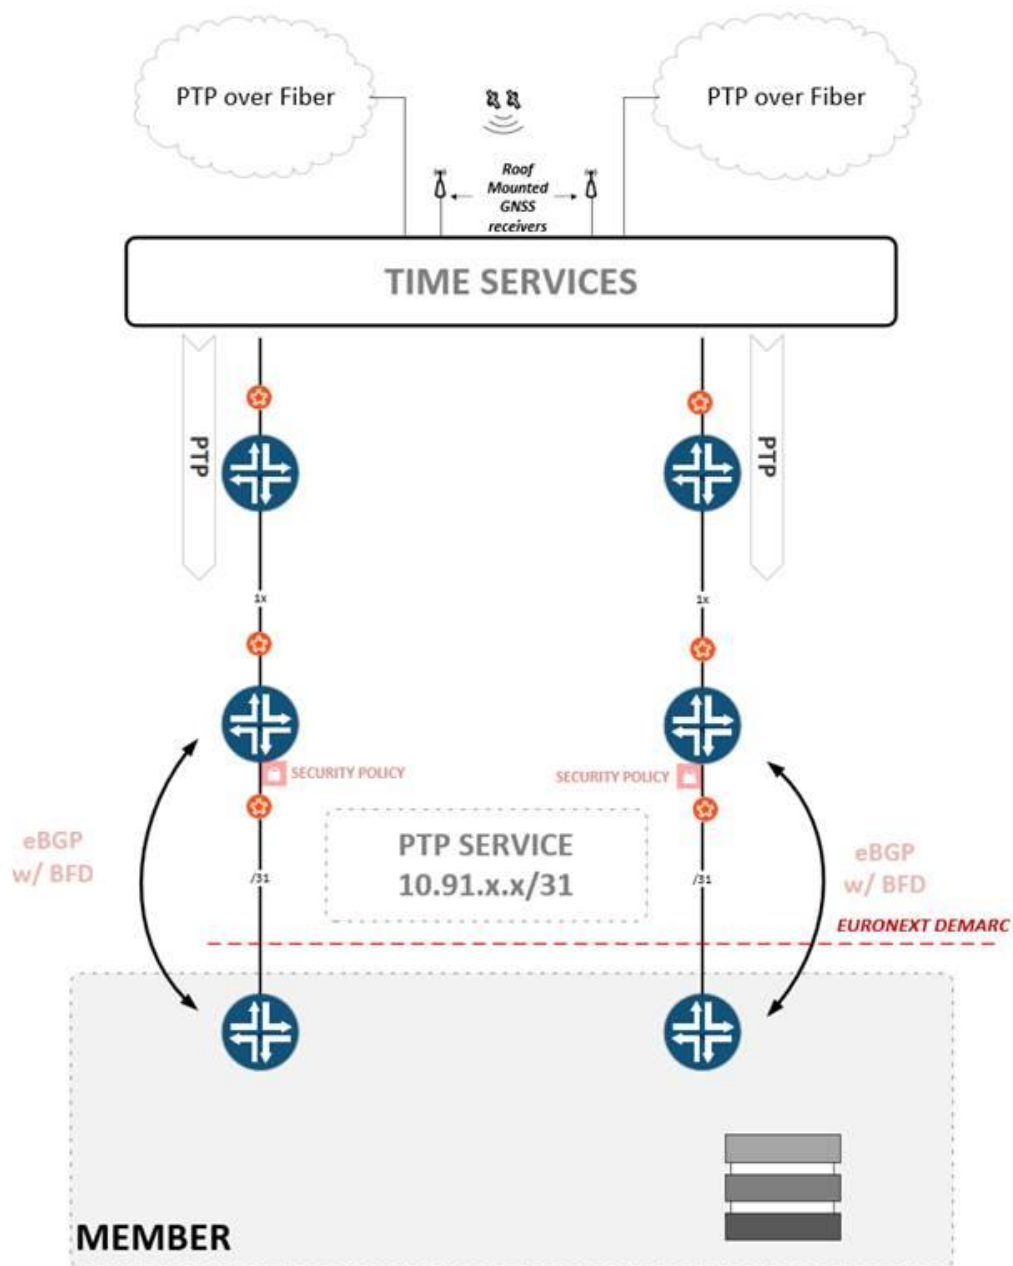 PTP over Fiber
PTP over Fiber
Roof
Mounted
GNSS
receivers
TIME SERVICES
PTP
PTP
1x
1x
SECURITY POLICY
SECURITY POLICY
eBGP
w/ BFD
PTP SERVICE
10.91.x.x/31
eBGP
w/ BFD
/31
/31
EURONEXT DEMARC
MEMBER